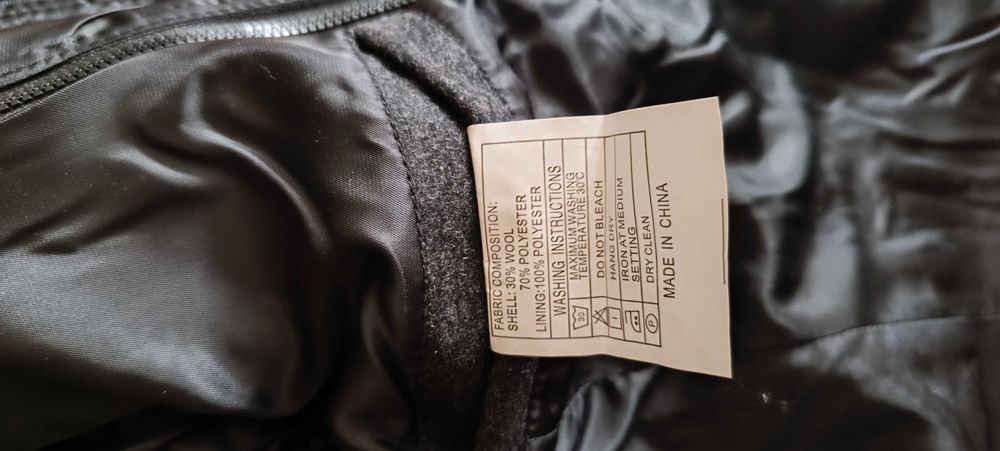 FABRIC COMPOSITION:
SHELL: 30% WOOL
70% POLYESTER
LINING:100% POLYESTER
WASHING INSTRUCTIONS
30 MAXIMUM WASHING
TEMPERATURE 30°C
DO NOT BLEACH
HANG DRY
IRON AT MEDIUM
SETTING
P DRY CLEAN
MADE IN CHINA